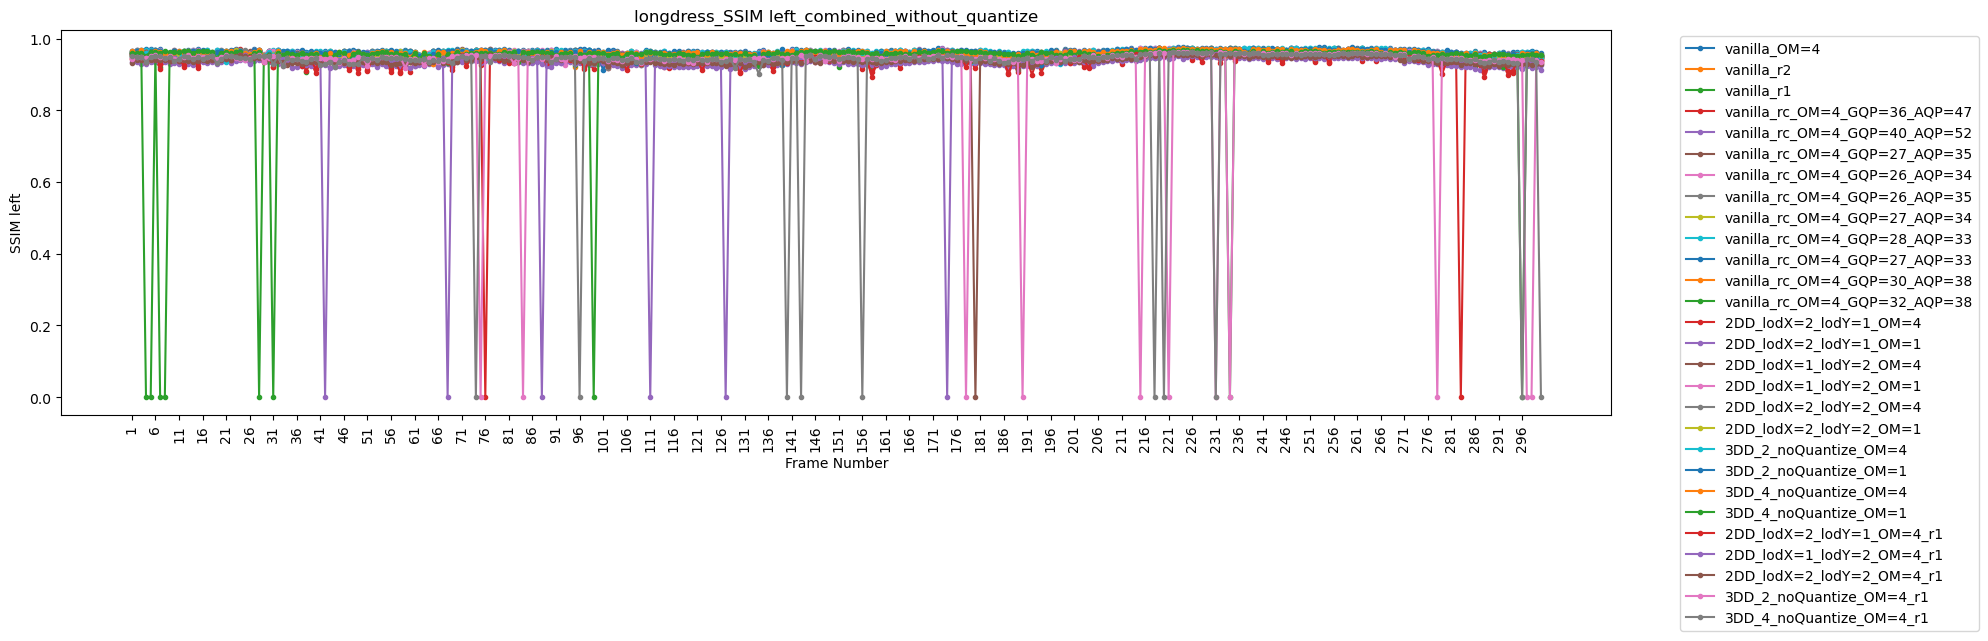 longdress_SSIM left_combined_without_quantize
1.0
0.8
0.6
0.4
0.2
0.0
SSIM left
1 6 11 16 21 26 31 36 41 46 51 56 61 66 71 76 81 86 91 96 101 106 111 116 121 126 131 136 141 146 151 156 161 166 171 176 181 186 191 196 201 206 211 216 221 226 231 236 241 246 251 256 261 266 271 276 281 286 291 296
Frame Number
vanilla_OM=4
vanilla_r2
vanilla_r1
vanilla_rc_OM=4_GQP=36_AQP=47
vanilla_rc_OM=4_GQP=40_AQP=52
vanilla_rc_OM=4_GQP=27_AQP=35
vanilla_rc_OM=4_GQP=26_AQP=34
vanilla_rc_OM=4_GQP=26_AQP=35
vanilla_rc_OM=4_GQP=27_AQP=34
vanilla_rc_OM=4_GQP=28_AQP=33
vanilla_rc_OM=4_GQP=27_AQP=33
vanilla_rc_OM=4_GQP=30_AQP=38
vanilla_rc_OM=4_GQP=32_AQP=38
2DD_lodX=2_lodY=1_OM=4
2DD_lodX=2_lodY=1_OM=1
2DD_lodX=1_lodY=2_OM=4
2DD_lodX=1_lodY=2_OM=1
2DD_lodX=2_lodY=2_OM=4
2DD_lodX=2_lodY=2_OM=1
3DD_2_noQuantize_OM=4
3DD_2_noQuantize_OM=1
3DD_4_noQuantize_OM=4
3DD_4_noQuantize_OM=1
2DD_lodX=2_lodY=1_OM=4_r1
2DD_lodX=1_lodY=2_OM=4_r1
2DD_lodX=2_lodY=2_OM=4_r1
3DD_2_noQuantize_OM=4_r1
3DD_4_noQuantize_OM=4_r1